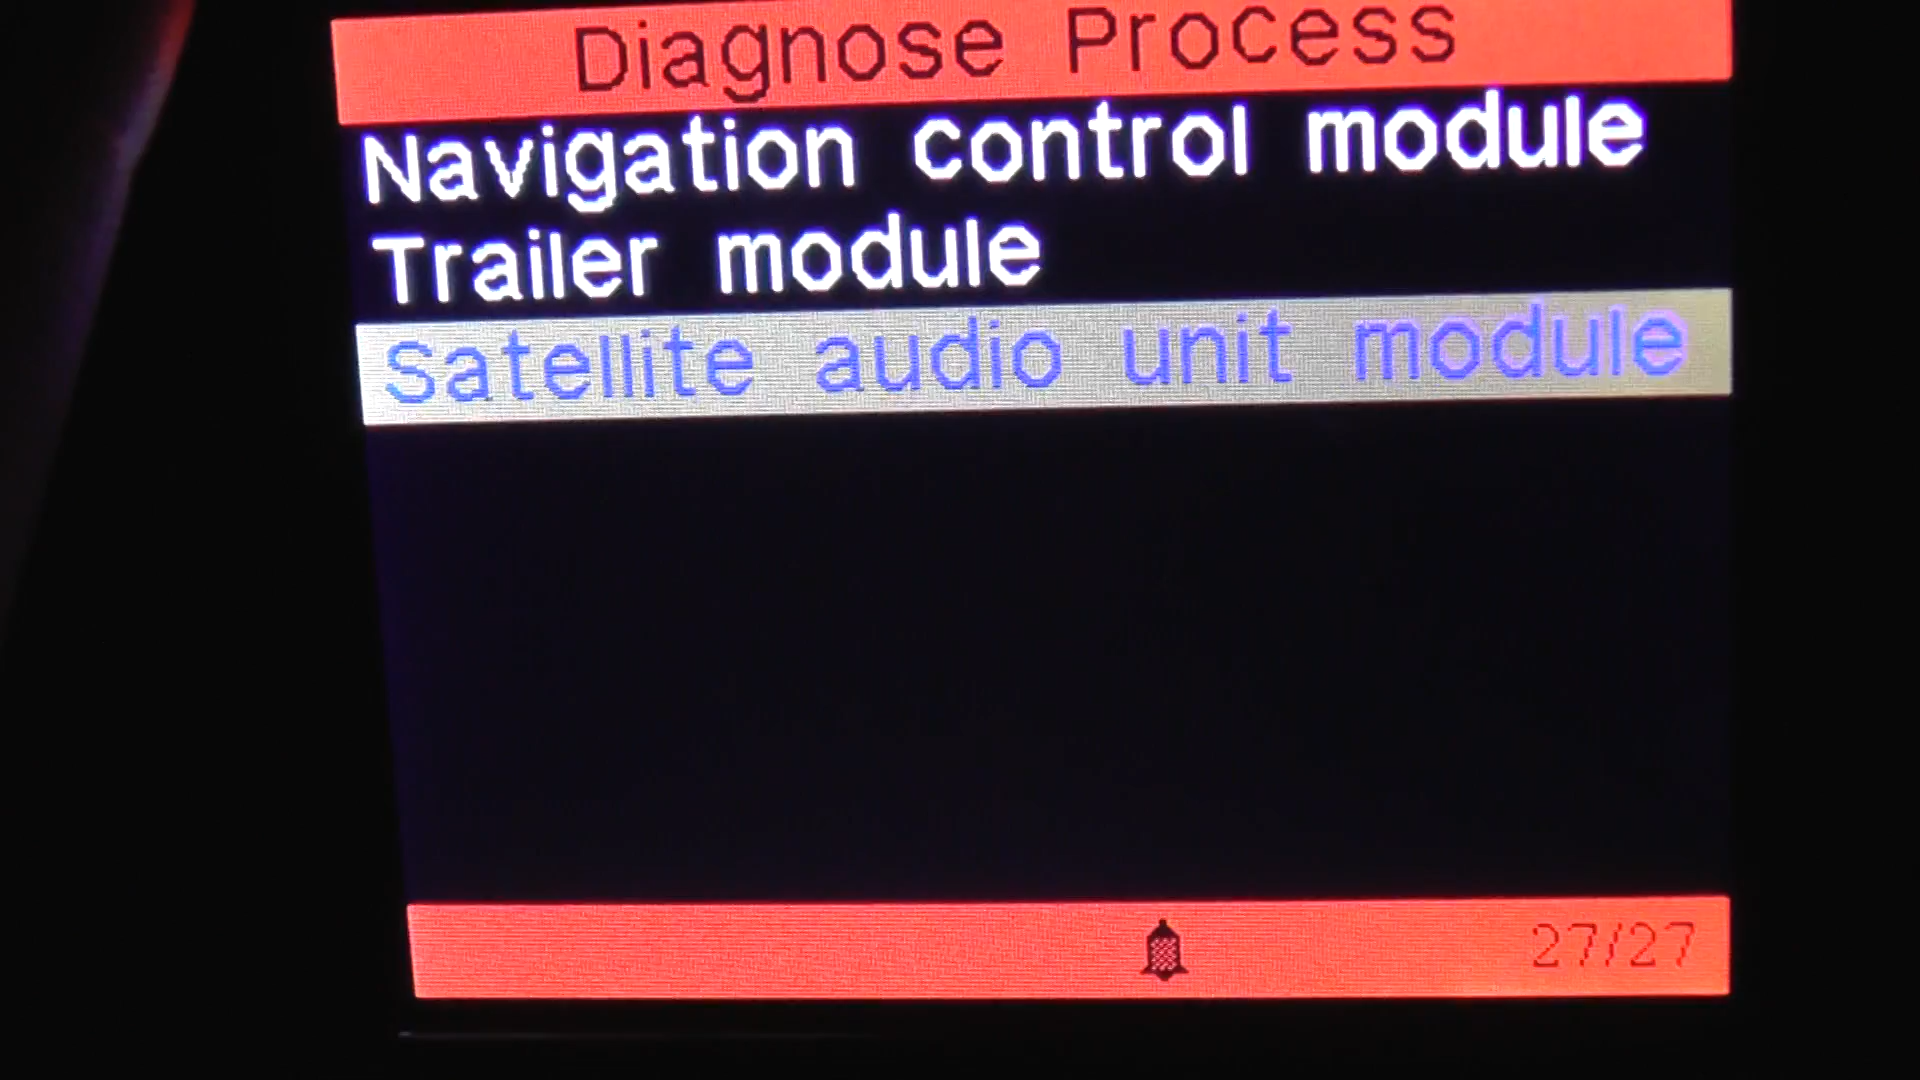 Diagnose Process
Navigation control module
Trailer module
Satellite audio unit module
27/27